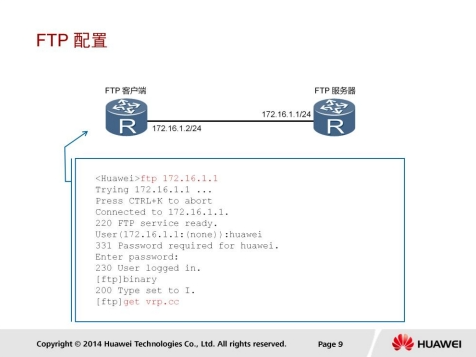 FTP 配置
FTP 客户端
FTP 服务器
172.16.1.1/24
R
R
172.16.1.2/24
<Huawei>ftp 172.16.1.1
Trying 172.16.1.1 ...
Press CTRL+K to abort
Connected to 172.16.1.1.
220 FTP service ready.
User(172.16.1.1:(none)):huawei
331 Password required for huawei.
Enter password:
230 User logged in.
[ftp]binary
200 Type set to I.
[ftp]get vrp.cc
Copyright © 2014 Huawei Technologies Co., Ltd. All rights reserved.
Page 9
HUAWEI